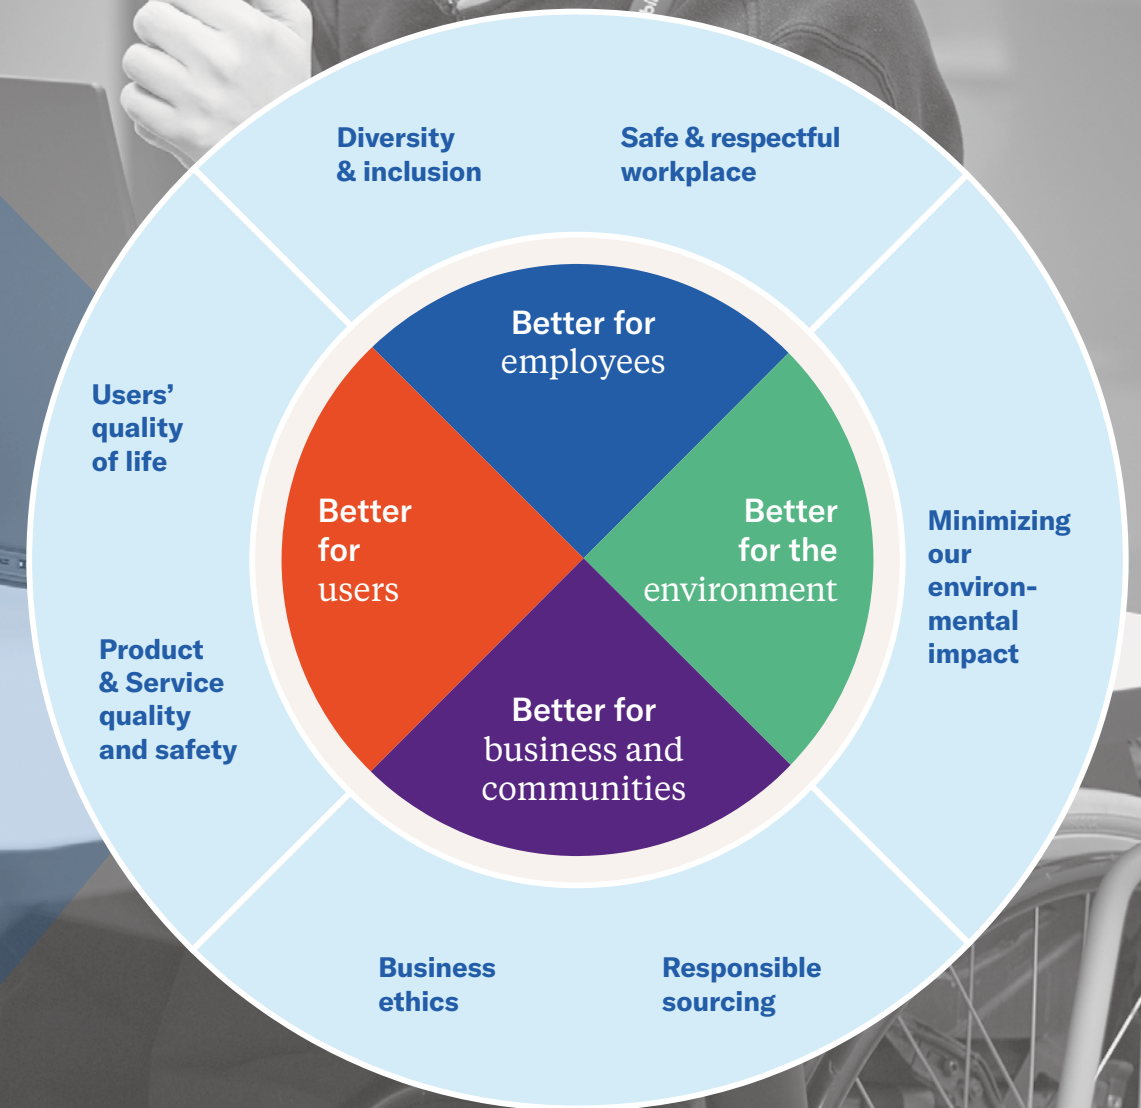 Diversity
& inclusion
Safe & respectful
workplace
Better for
employees
Users’
quality
of life
Better
for
users
Better
for the
environment
Minimizing
our
environ-
mental
impact
Product
& Service
quality
and safety
Better for
business and
communities
Business
ethics
Responsible
sourcing